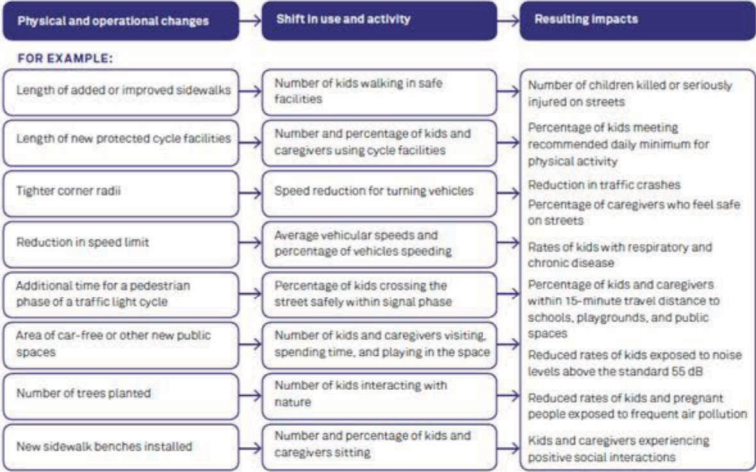 Physical and operational changes
Shift in use and activity
Resulting impacts
FOR EXAMPLE:
Length of added or improved sidewalks
Number of kids walking in safe
facilities
Length of new protected cycle facilities
Number and percentage of kids and
caregivers using cycle facilities
Tighter corner radii
Speed reduction for turning vehicles
Reduction in speed limit
Average vehicular speeds and
percentage of vehicles speeding
Additional time for a pedestrian
phase of a traffic light cycle
Percentage of kids crossing the
street safely within signal phase
Area of car-free or other new public
spaces
Number of kids and caregivers visiting,
spending time, and playing in the space
Number of trees planted
Number of kids interacting with
nature
New sidewalk benches installed
Number and percentage of kids and
caregivers sitting
Number of children killed or seriously
injured on streets
Percentage of kids meeting
recommended daily minimum for
physical activity
Reduction in traffic crashes
Percentage of caregivers who feel safe
on streets
Rates of kids with respiratory and
chronic disease
Percentage of kids and caregivers
within 15-minute travel distance to
schools, playgrounds, and public
spaces
Reduced rates of kids exposed to noise
levels above the standard 55 dB
Reduced rates of kids and pregnant
people exposed to frequent air pollution
Kids and caregivers experiencing
positive social interactions